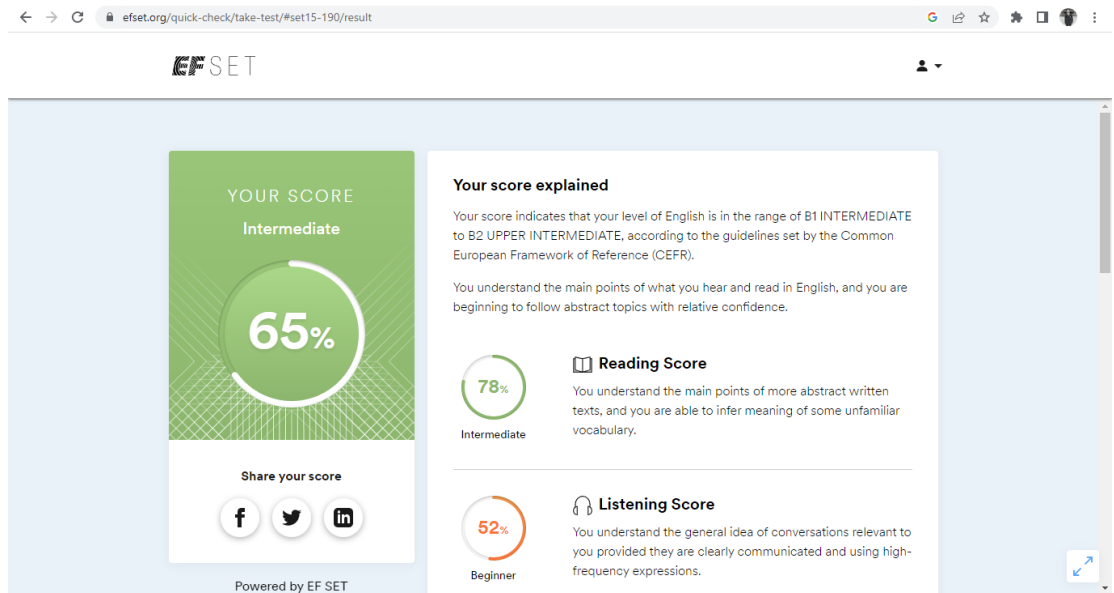 efset.org/quick-check/take-test/#set15-190/result
EFSET
YOUR SCORE
Intermediate
65%
Share your score
Powered by EF SET
Your score explained
Your score indicates that your level of English is in the range of B1 INTERMEDIATE
to B2 UPPER INTERMEDIATE, according to the guidelines set by the Common
European Framework of Reference (CEFR).
You understand the main points of what you hear and read in English, and you are
beginning to follow abstract topics with relative confidence.
78%
Intermediate
Reading Score
You understand the main points of more abstract written
texts, and you are able to infer meaning of some unfamiliar
vocabulary.
52%
Beginner
Listening Score
You understand the general idea of conversations relevant to
you provided they are clearly communicated and using high-
frequency expressions.